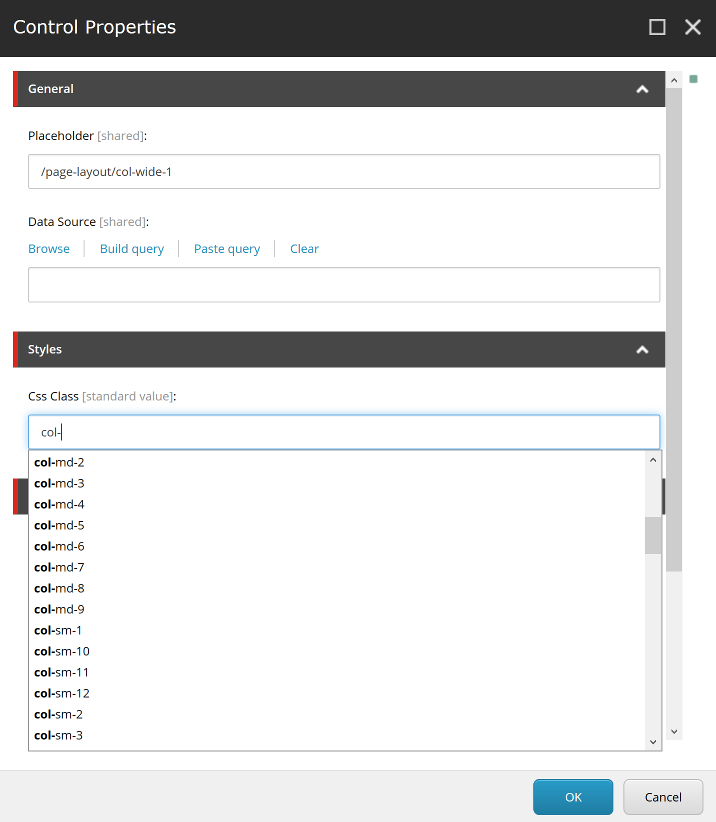 Control Properties
General
Placeholder [shared]:
/page-layout/col-wide-1
Data Source [shared]:
Browse Build query Paste query Clear
Styles
Css Class [standard value]:
col-
col-md-2
col-md-3
col-md-4
col-md-5
col-md-6
col-md-7
col-md-8
col-md-9
col-sm-1
col-sm-10
col-sm-11
col-sm-12
col-sm-2
col-sm-3
OK Cancel